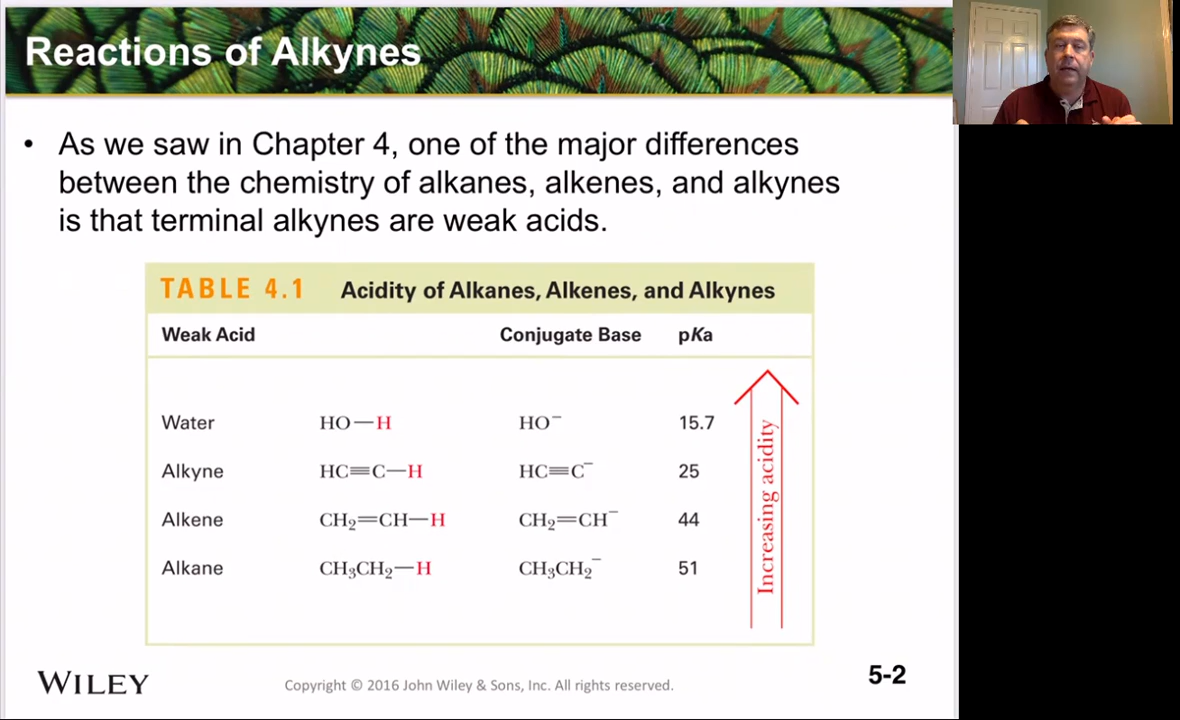 Reactions of Alkynes
• As we saw in Chapter 4, one of the major differences
between the chemistry of alkanes, alkenes, and alkynes
is that terminal alkynes are weak acids.
TABLE 4.1 Acidity of Alkanes, Alkenes, and Alkynes
Weak Acid Conjugate Base pKa
Water HO—H HO⁻ 15.7
Alkyne HC≡C—H HC≡C⁻ 25
Alkene CH₂=CH—H CH₂=CH⁻ 44
Alkane CH₃CH₂—H CH₃CH₂⁻ 51
Increasing acidity
WILEY
Copyright © 2016 John Wiley & Sons, Inc. All rights reserved.
5-2